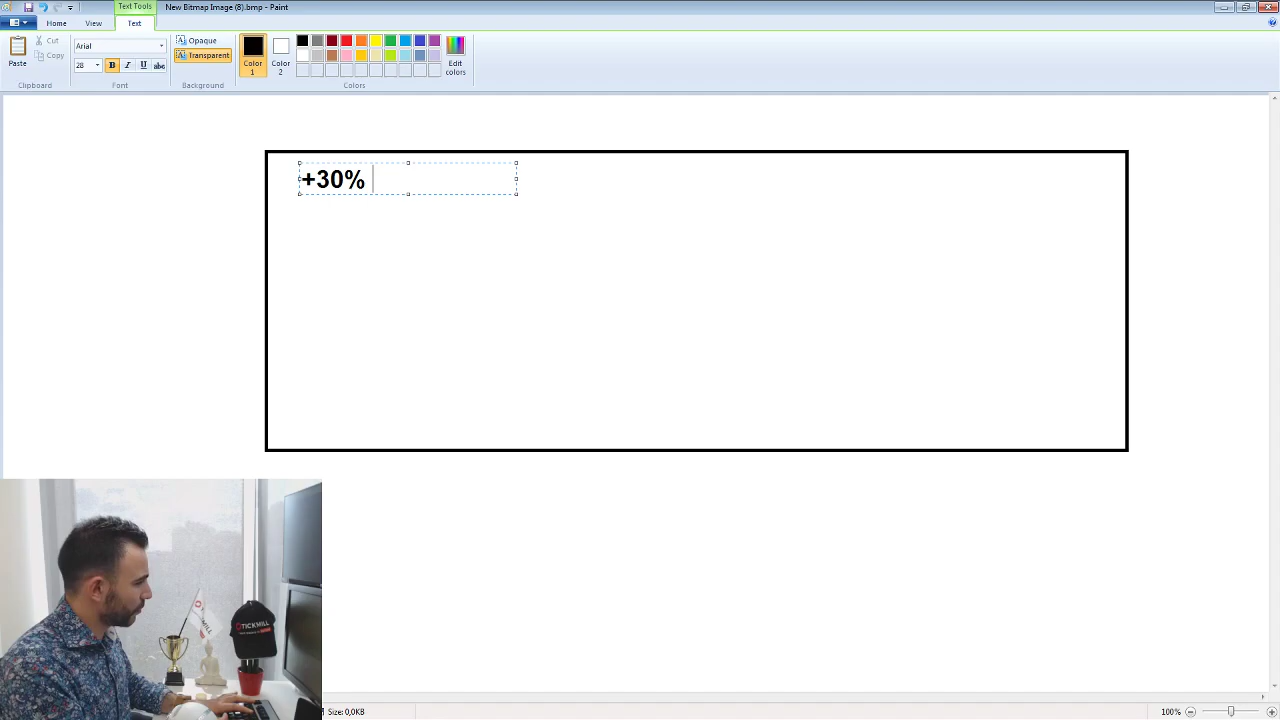 Text Tools
New Bitmap Image (8).bmp - Paint
Home
View
Text
Paste
Cut
Copy
Clipboard
Arial
28
B
I
U
abc
Font
Opaque
Transparent
Background
Color
1
Color
2
Edit
colors
Colors
+30%
TICKMILL
Size: 0,0KB
100%